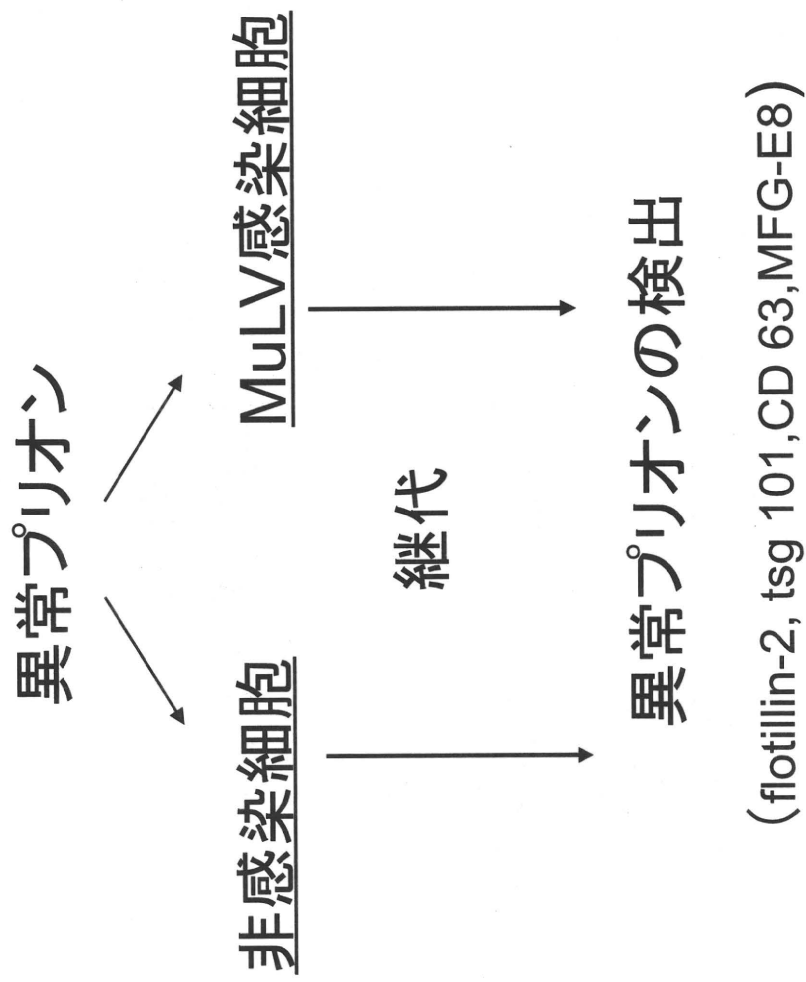 異常プリオン
非感染細胞
MuLV感染細胞
継代
異常プリオンの検出
(flotillin-2, tsg 101,CD 63,MFG-E8)